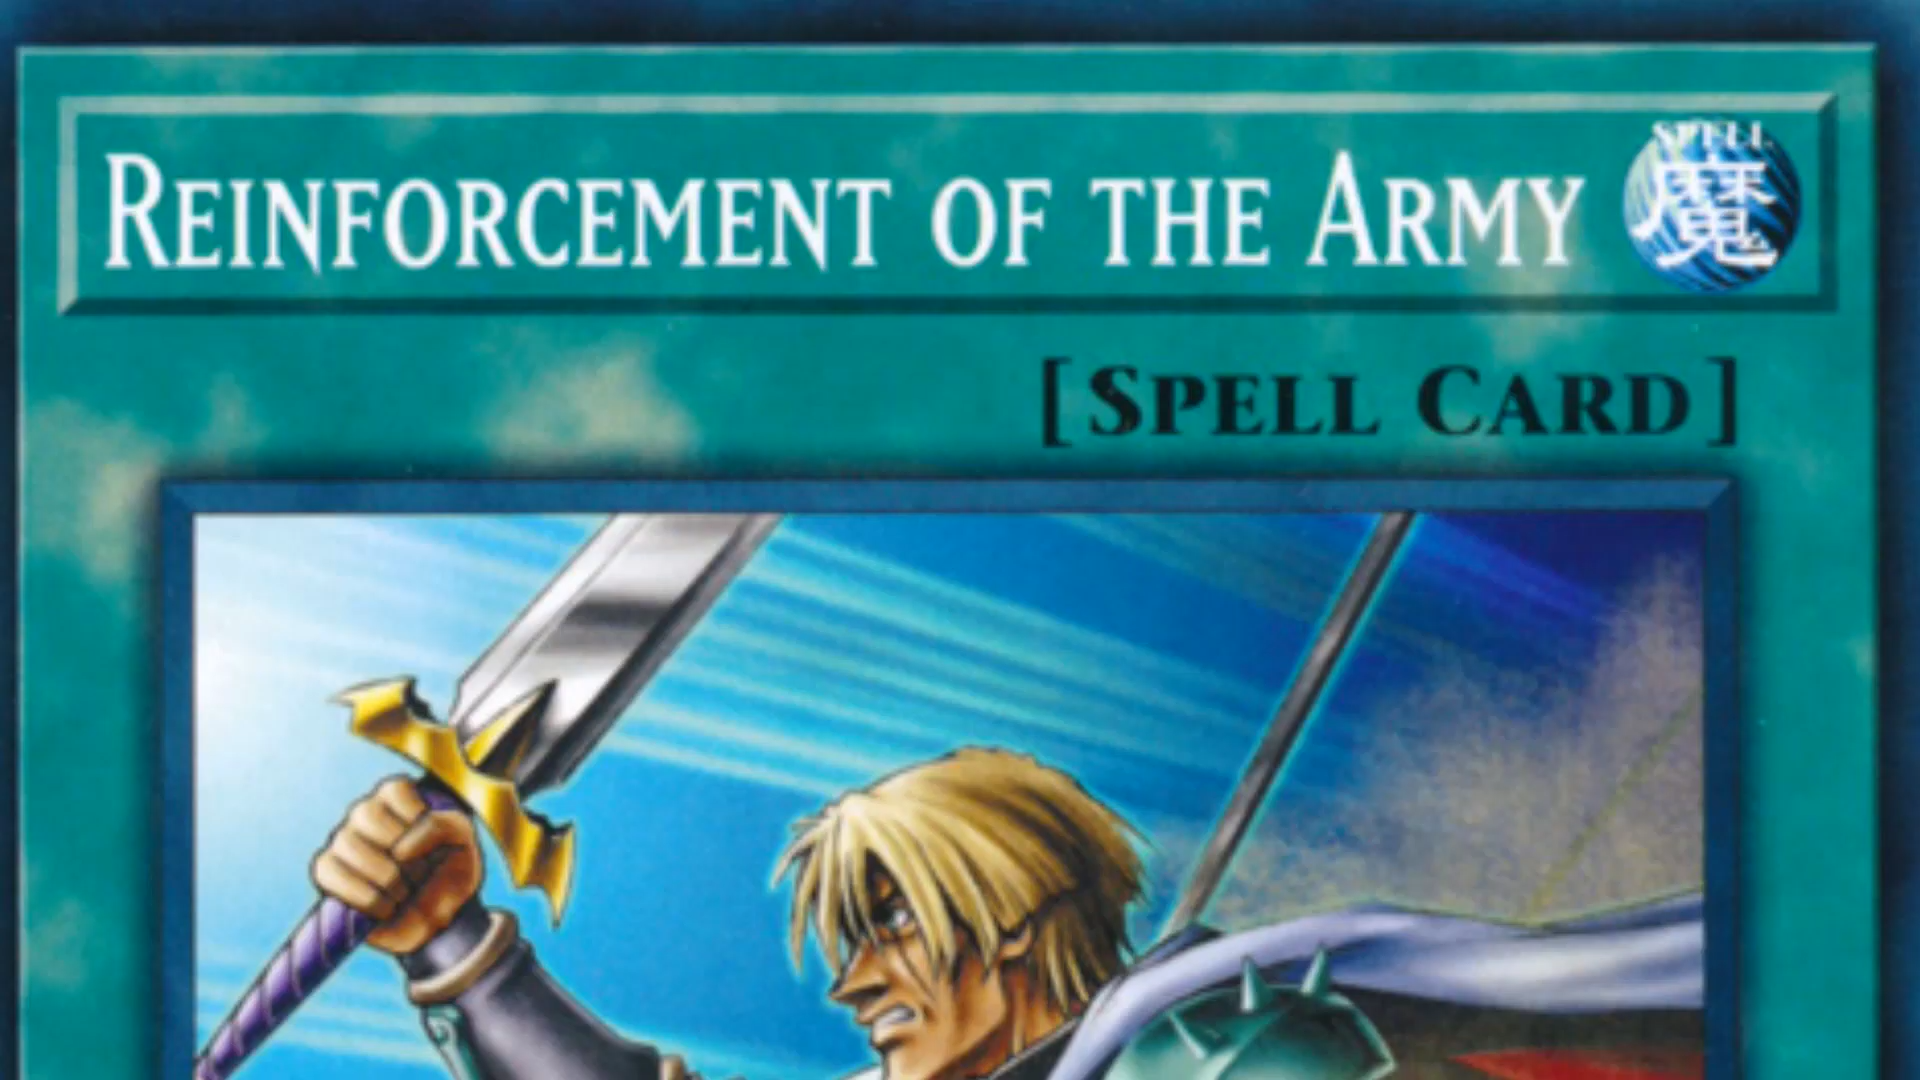 Reinforcement of the Army
SPELL
魔
[Spell Card]